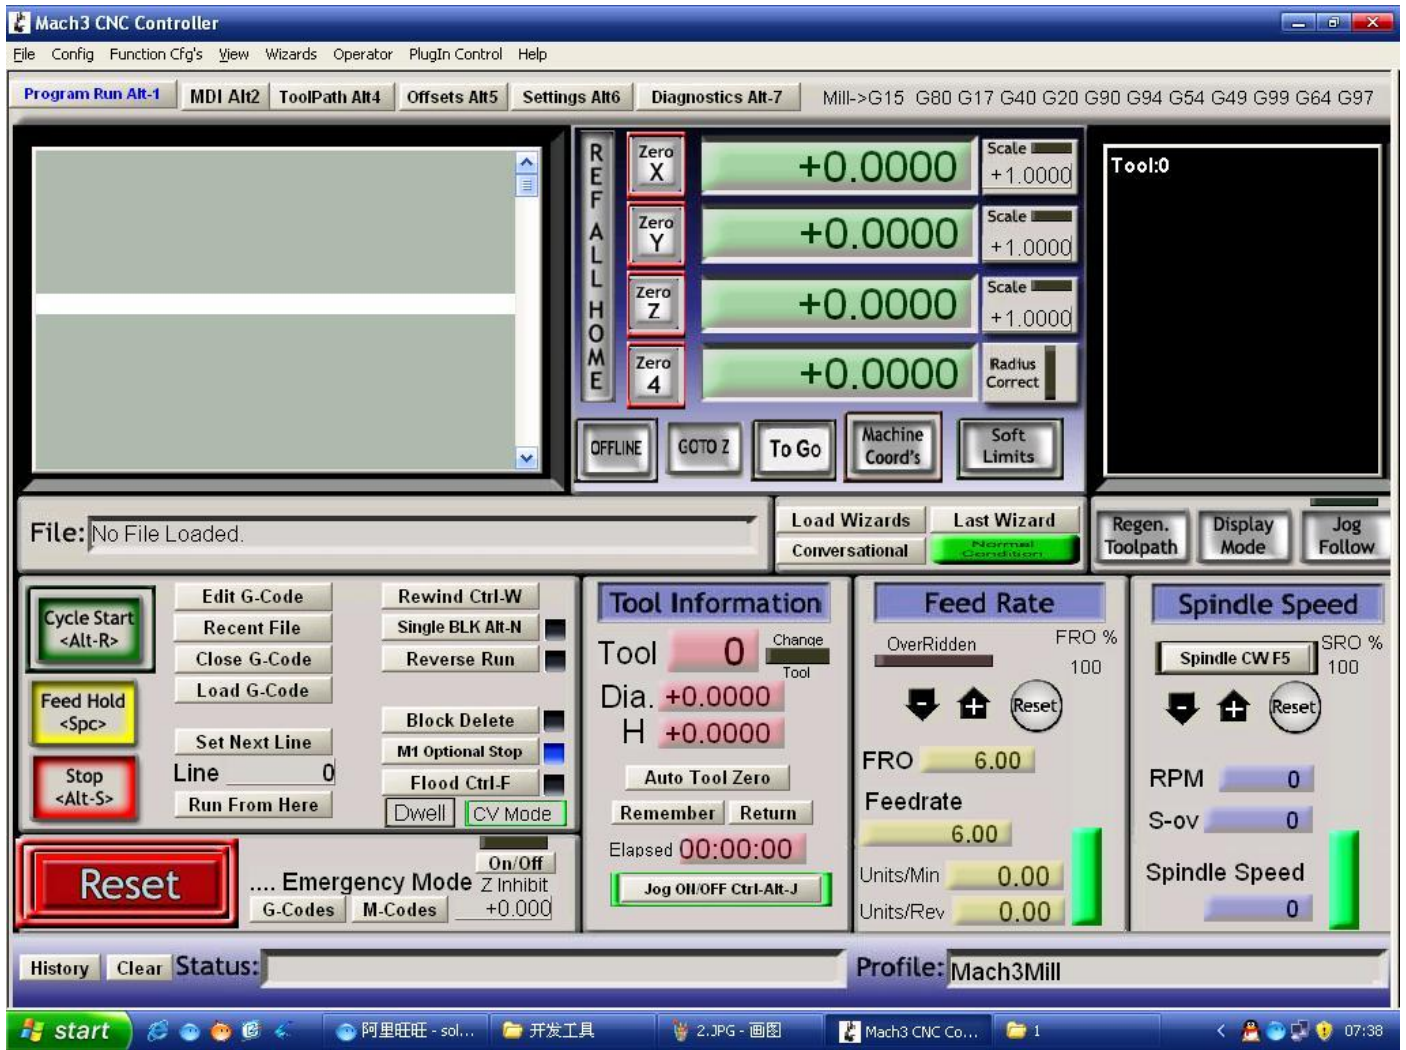 Mach3 CNC Controller
File Config Function Cfg's View Wizards Operator PlugIn Control Help
Program Run Alt-1 MDI Alt2 ToolPath Alt4 Offsets Alt5 Settings Alt6 Diagnostics Alt-7 Mill->G15 G80 G17 G40 G20 G90 G94 G54 G49 G99 G64 G97
REF ALL HOME
Zero X +0.0000 Scale +1.0000
Zero Y +0.0000 Scale +1.0000
Zero Z +0.0000 Scale +1.0000
Zero 4 +0.0000 Radius Correct
OFFLINE GOTO Z To Go Machine Coord's Soft Limits
Tool:0
File: No File Loaded.
Load Wizards Last Wizard
Conversational Normal Condition
Regen. Toolpath Display Mode Jog Follow
Cycle Start <Alt-R>
Feed Hold <Spc>
Stop <Alt-S>
Edit G-Code
Recent File
Close G-Code
Load G-Code
Set Next Line
Line 0
Run From Here
Rewind Ctrl-W
Single BLK Alt-N
Reverse Run
Block Delete
M1 Optional Stop
Flood Ctrl-F
Dwell CV Mode
Reset
.... Emergency Mode
G-Codes M-Codes
On/Off
Z Inhibit
+0.000
Tool Information
Tool 0 Change Tool
Dia. +0.0000
H +0.0000
Auto Tool Zero
Remember Return
Elapsed 00:00:00
Jog ON/OFF Ctrl-Alt-J
Feed Rate
OverRidden FRO %
100
Reset
FRO 6.00
Feedrate
6.00
Units/Min 0.00
Units/Rev 0.00
Spindle Speed
Spindle CW F5 SRO %
100
Reset
RPM 0
S-ov 0
Spindle Speed
0
History Clear Status: Profile: Mach3Mill
start 阿里旺旺 - sol... 开发工具 2.JPG - 画图 Mach3 CNC Co... 1 07:38